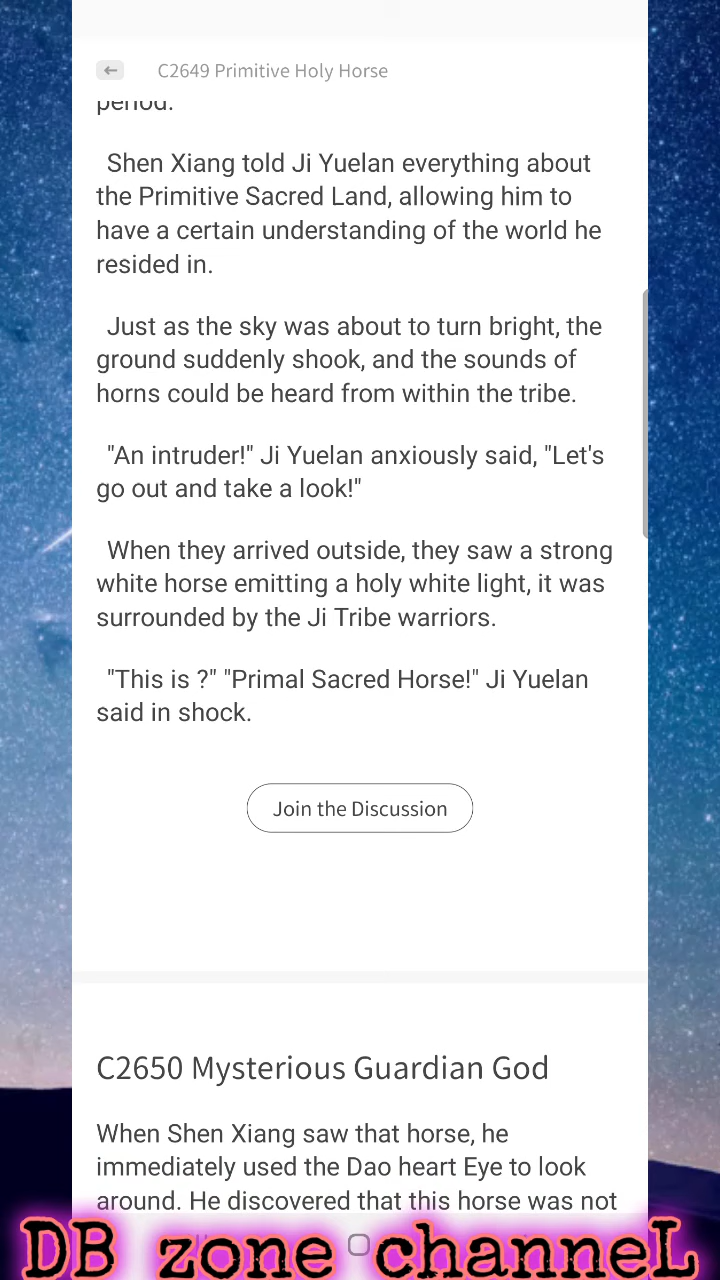 C2649 Primitive Holy Horse
period.
Shen Xiang told Ji Yuelan everything about
the Primitive Sacred Land, allowing him to
have a certain understanding of the world he
resided in.
Just as the sky was about to turn bright, the
ground suddenly shook, and the sounds of
horns could be heard from within the tribe.
"An intruder!" Ji Yuelan anxiously said, "Let's
go out and take a look!"
When they arrived outside, they saw a strong
white horse emitting a holy white light, it was
surrounded by the Ji Tribe warriors.
"This is ?" "Primal Sacred Horse!" Ji Yuelan
said in shock.
Join the Discussion
C2650 Mysterious Guardian God
When Shen Xiang saw that horse, he
immediately used the Dao heart Eye to look
around. He discovered that this horse was not
DB zone channeL